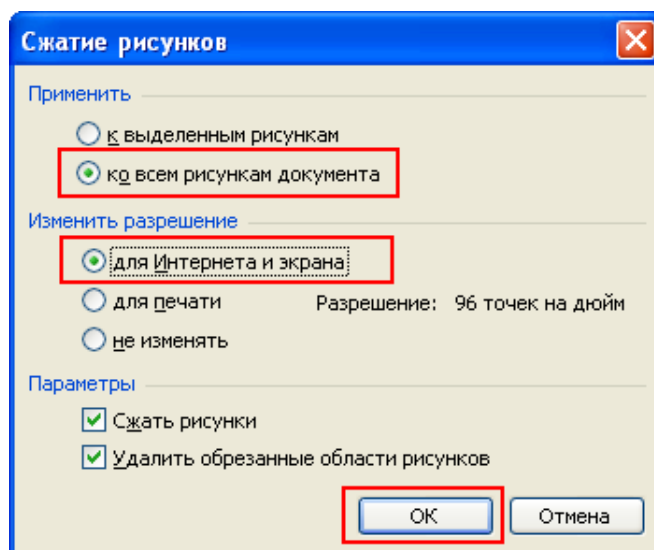 Сжатие рисунков
Применить
к выделенным рисункам
ко всем рисункам документа
Изменить разрешение
для Интернета и экрана
для печати Разрешение: 96 точек на дюйм
не изменять
Параметры
Сжать рисунки
Удалить обрезанные области рисунков
ОК Отмена